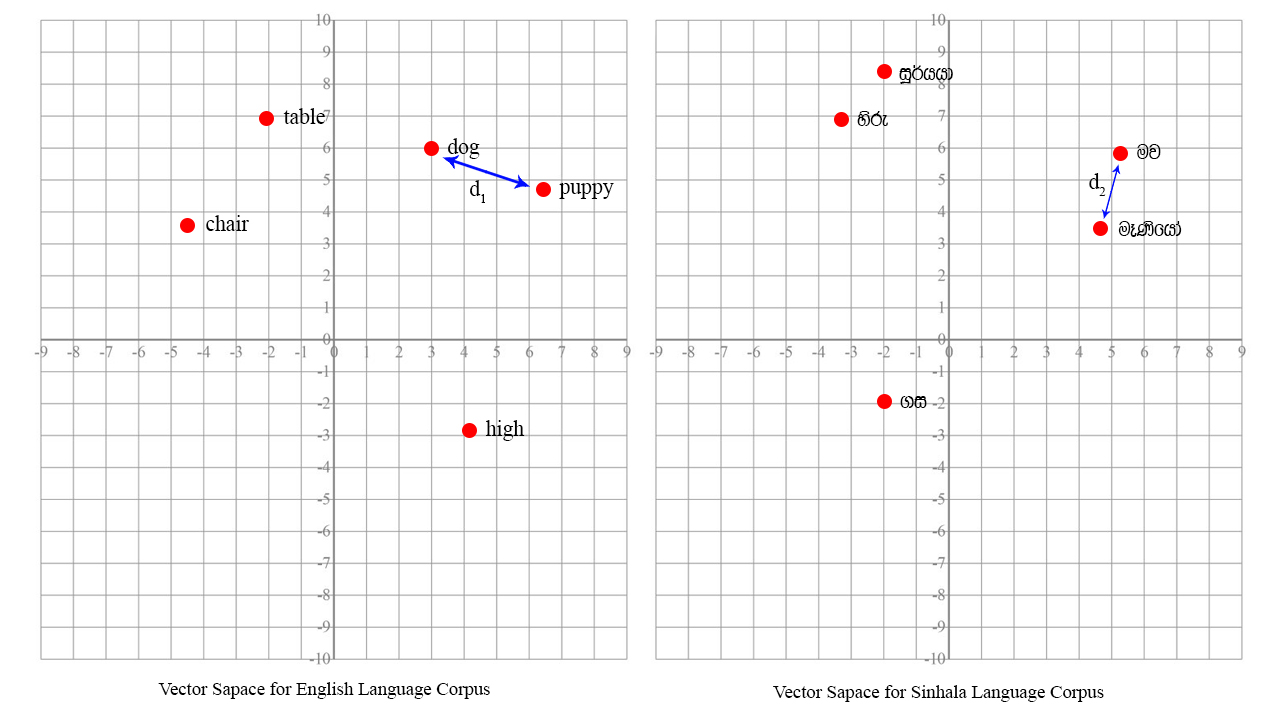 10
9
8
table
7
dog
6
puppy
5
d1
4
chair
3
2
1
0
-9 -8 -7 -6 -5 -4 -3 -2 -1 0 1 2 3 4 5 6 7 8 9
-1
-2
high
-3
-4
-5
-6
-7
-8
-9
-10
Vector Sapace for English Language Corpus
10
9
සූර්යයා
8
හිරු
7
6
මව
5
d2
4
මෑණියෝ
3
2
1
0
-9 -8 -7 -6 -5 -4 -3 -2 -1 0 1 2 3 4 5 6 7 8 9
-1
ගස
-2
-3
-4
-5
-6
-7
-8
-9
-10
Vector Sapace for Sinhala Language Corpus